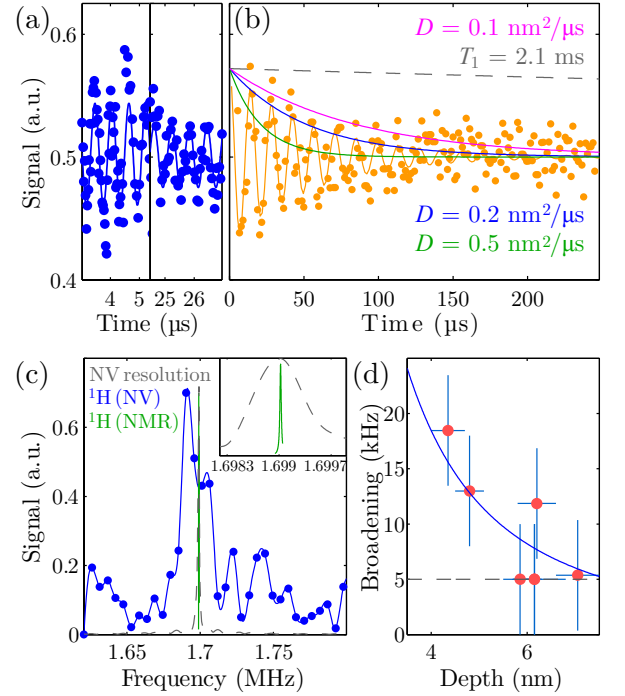 (a)
(b)
D = 0.1 nm²/µs
T₁ = 2.1 ms
D = 0.2 nm²/µs
D = 0.5 nm²/µs
Signal (a.u.)
0.6
0.5
0.4
4 5 25 26
Time (µs)
0 50 100 150 200
Time (µs)
(c)
NV resolution
¹H (NV)
¹H (NMR)
1.6983 1.699 1.6997
Signal (a.u.)
0.6
0.4
0.2
0
1.65 1.7 1.75
Frequency (MHz)
(d)
Broadening (kHz)
20
15
10
5
0
4 6
Depth (nm)